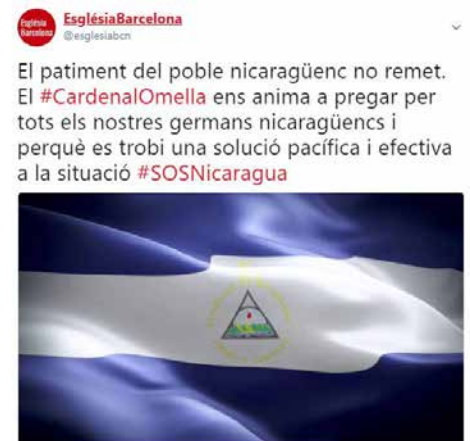 Església
Barcelona
EsglésiaBarcelona
@esglesiabcn
El patiment del poble nicaragüenc no remet.
El #CardenalOmella ens anima a pregar per
tots els nostres germans nicaragüencs i
perquè es trobi una solució pacífica i efectiva
a la situació #SOSNicaragua